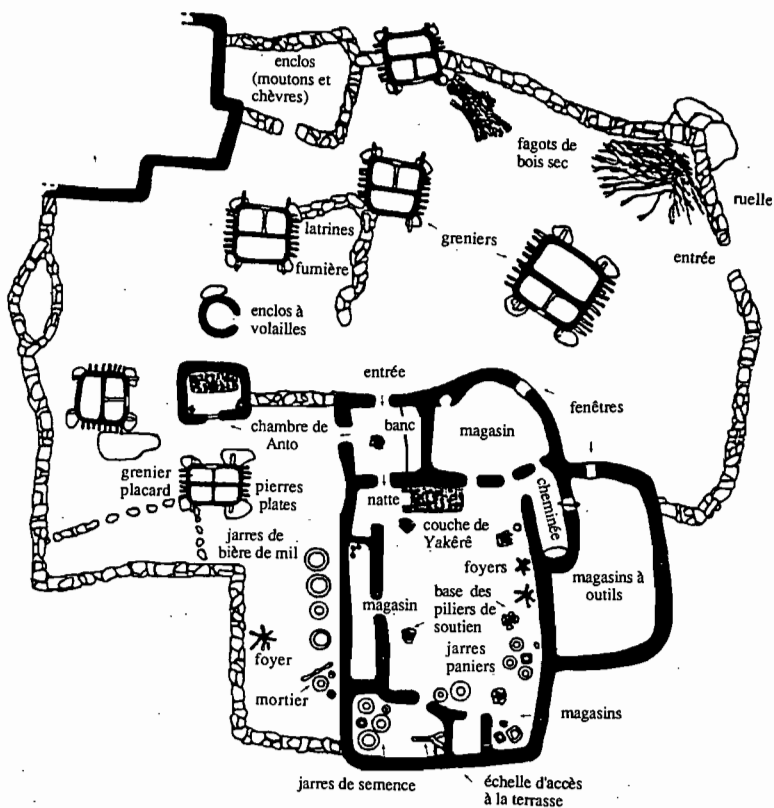 enclos
(moutons et
chèvres)
fagots de
bois sec
ruelle
latrines
greniers
entrée
fumière
enclos à
volailles
entrée
fenêtres
banc
magasin
chambre de
Anto
grenier
placard
pierres
plates
natte
cheminée
couche de
Yakêrê
jarres de
bière de mil
foyers
magasins à
outils
magasin
base des
piliers de
soutien
foyer
jarres
paniers
mortier
magasins
jarres de semence
échelle d'accès
à la terrasse